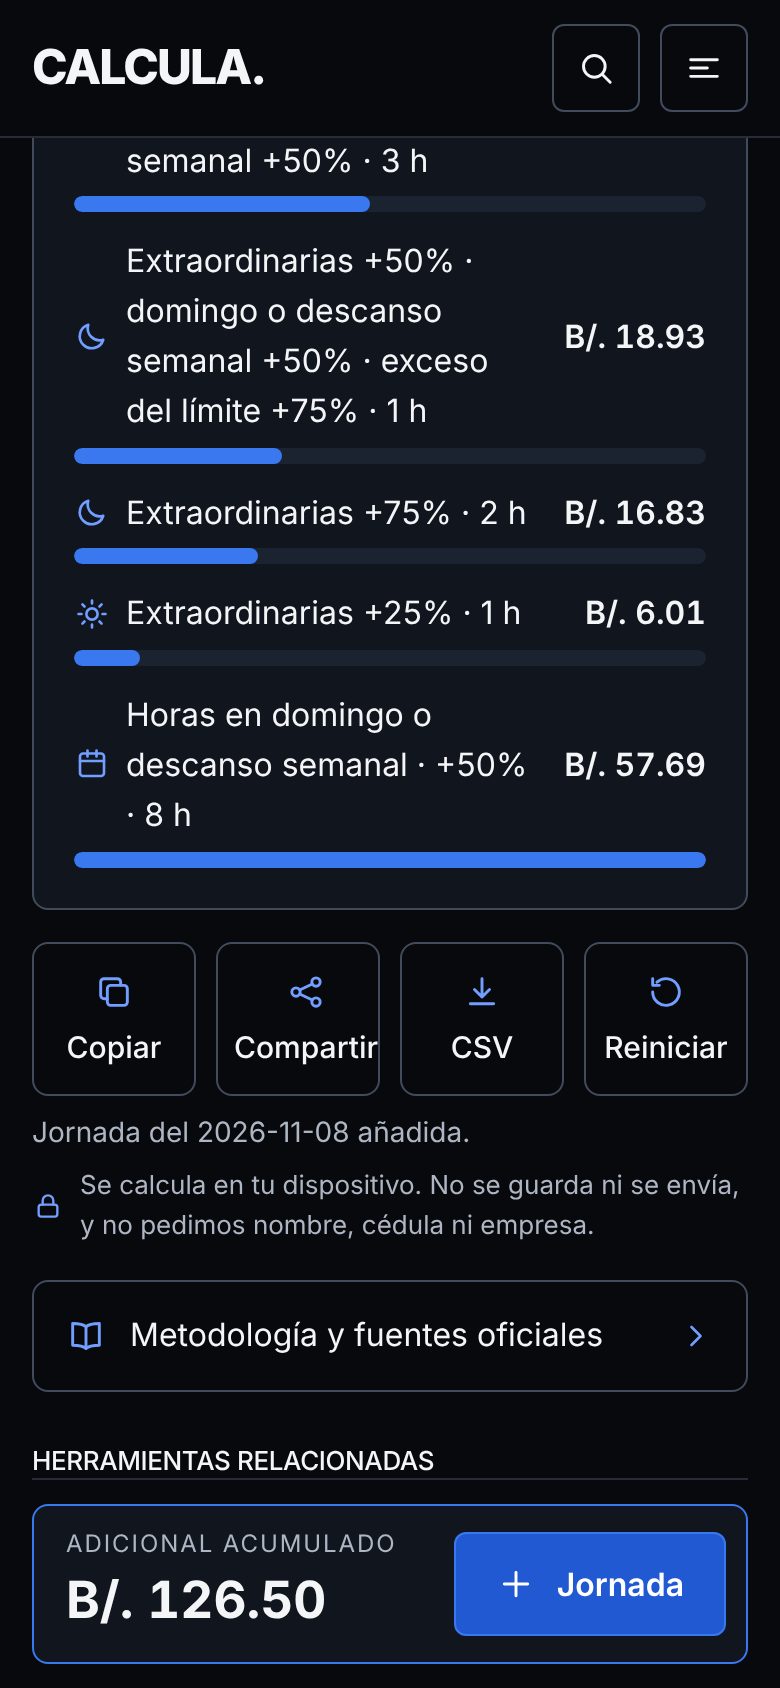 CALCULA.
semanal +50% · 3 h
Extraordinarias +50% ·
domingo o descanso
semanal +50% · exceso
del límite +75% · 1 h
B/. 18.93
Extraordinarias +75% · 2 h
B/. 16.83
Extraordinarias +25% · 1 h
B/. 6.01
Horas en domingo o
descanso semanal · +50%
· 8 h
B/. 57.69
Copiar
Compartir
CSV
Reiniciar
Jornada del 2026-11-08 añadida.
Se calcula en tu dispositivo. No se guarda ni se envía,
y no pedimos nombre, cédula ni empresa.
Metodología y fuentes oficiales
HERRAMIENTAS RELACIONADAS
ADICIONAL ACUMULADO
B/. 126.50
Jornada